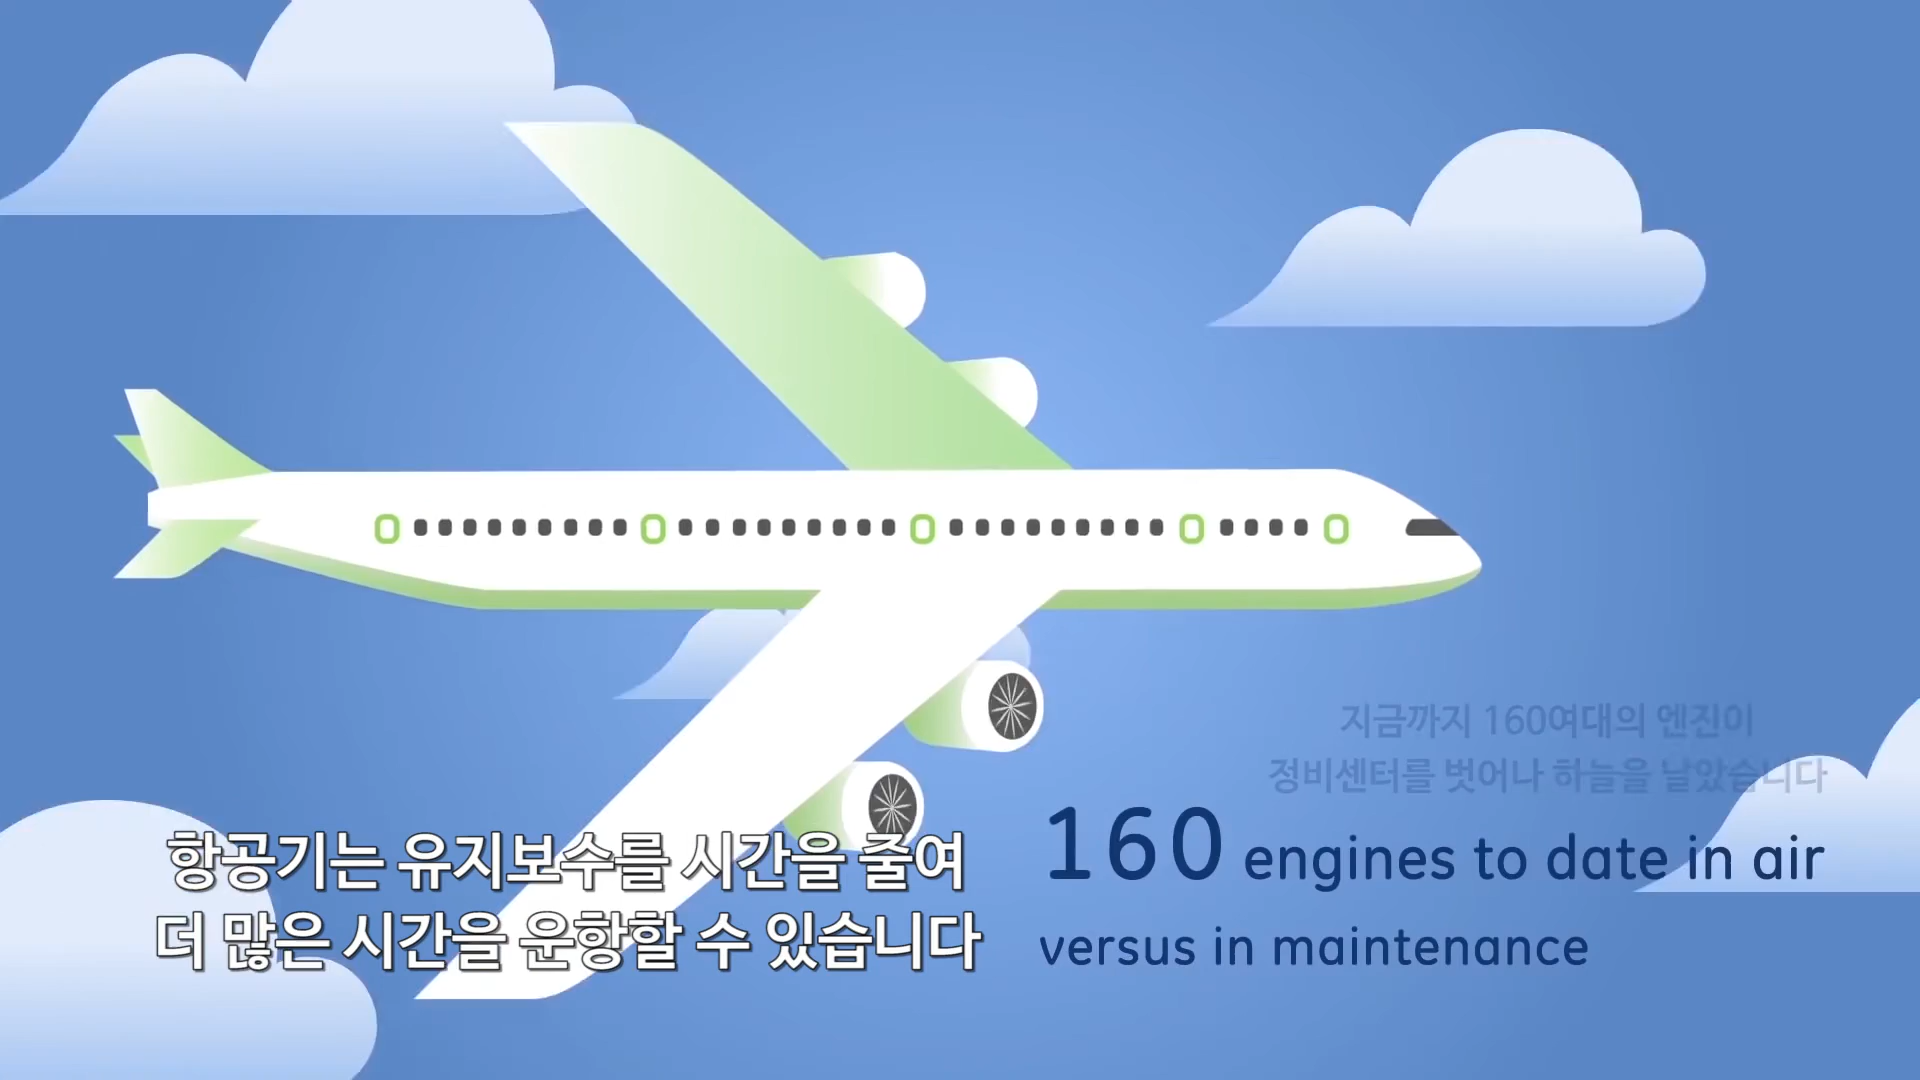 지금까지 160여대의 엔진이
정비센터를 벗어나 하늘을 날았습니다
160 engines to date in air
versus in maintenance
항공기는 유지보수를 시간을 줄여
더 많은 시간을 운항할 수 있습니다